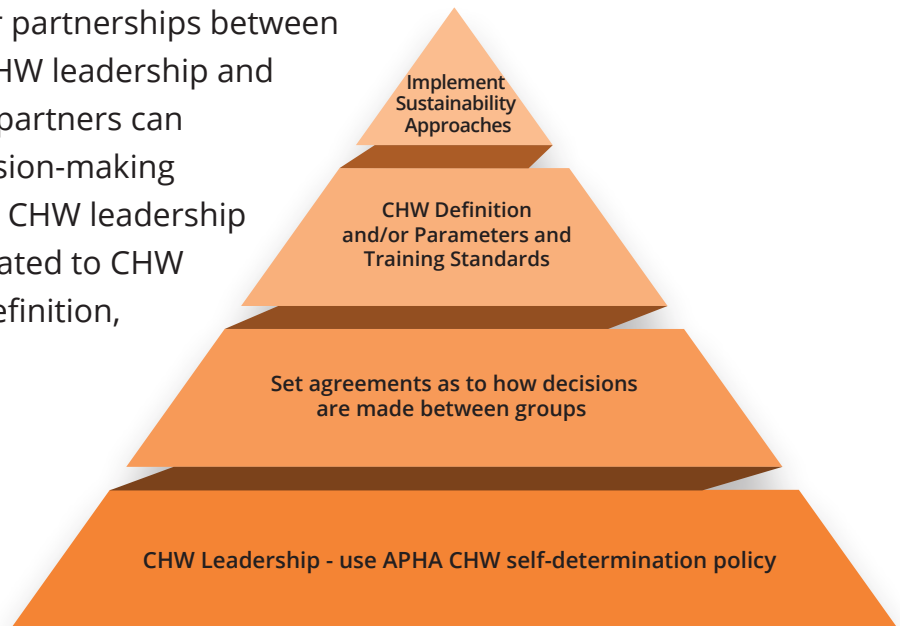 r partnerships between
HW leadership and
partners can
sion-making
CHW leadership
ated to CHW
efinition,
Implement
Sustainability
Approaches
CHW Definition
and/or Parameters and
Training Standards
Set agreements as to how decisions
are made between groups
CHW Leadership - use APHA CHW self-determination policy